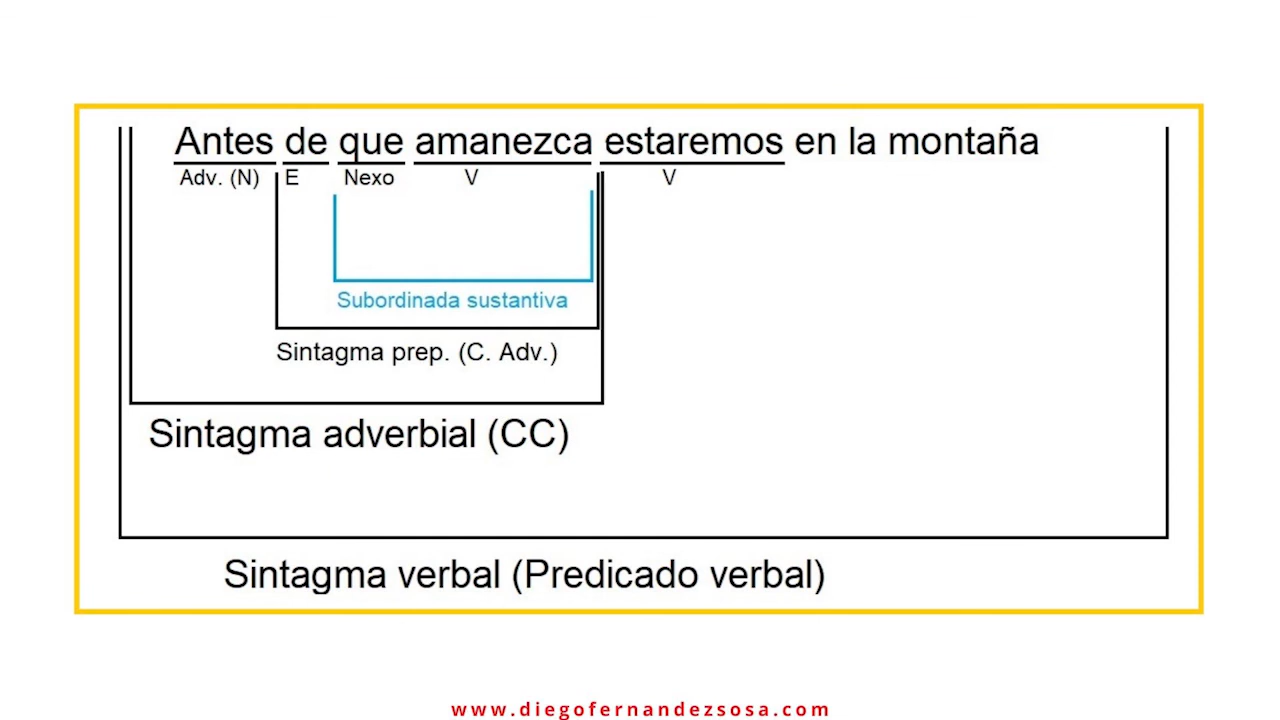 Antes de que amanezca estaremos en la montaña
Adv. (N) E Nexo V V
Subordinada sustantiva
Sintagma prep. (C. Adv.)
Sintagma adverbial (CC)
Sintagma verbal (Predicado verbal)
www.diegofernandezsosa.com